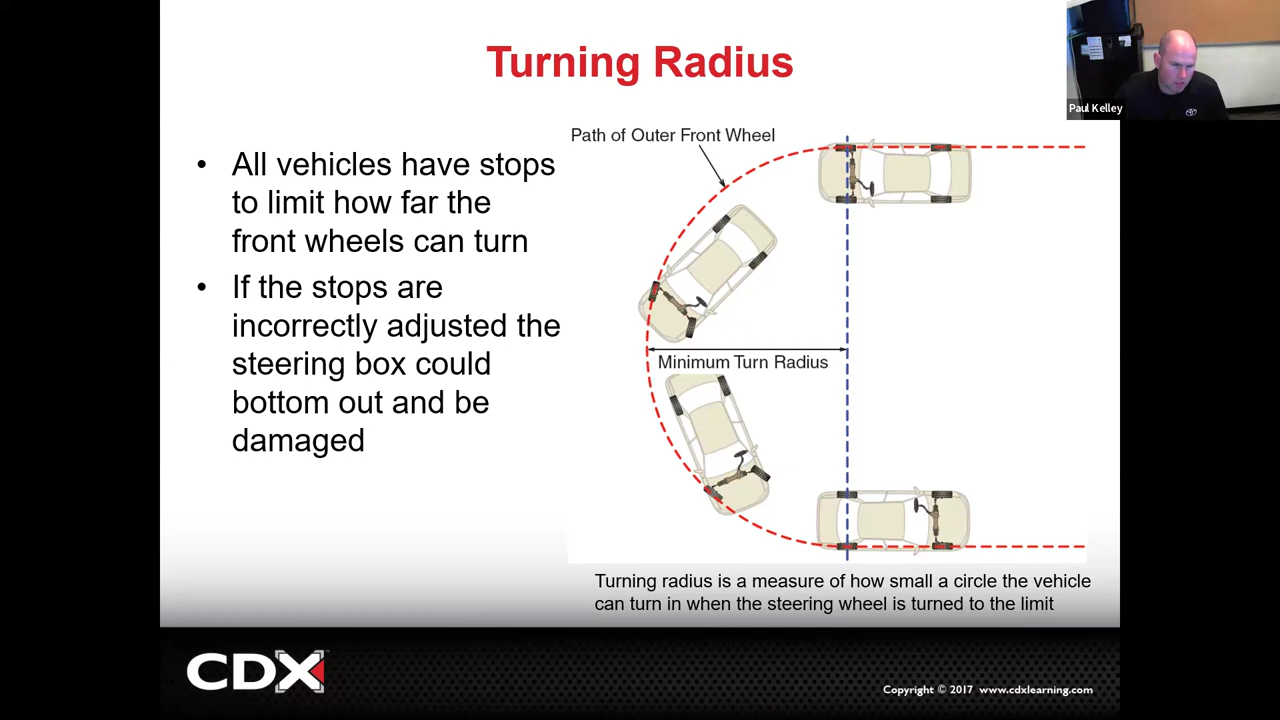 Turning Radius
Paul Kelley
• All vehicles have stops
to limit how far the
front wheels can turn
• If the stops are
incorrectly adjusted the
steering box could
bottom out and be
damaged
Path of Outer Front Wheel
Minimum Turn Radius
Turning radius is a measure of how small a circle the vehicle
can turn in when the steering wheel is turned to the limit
CDX
Copyright © 2017 www.cdxlearning.com